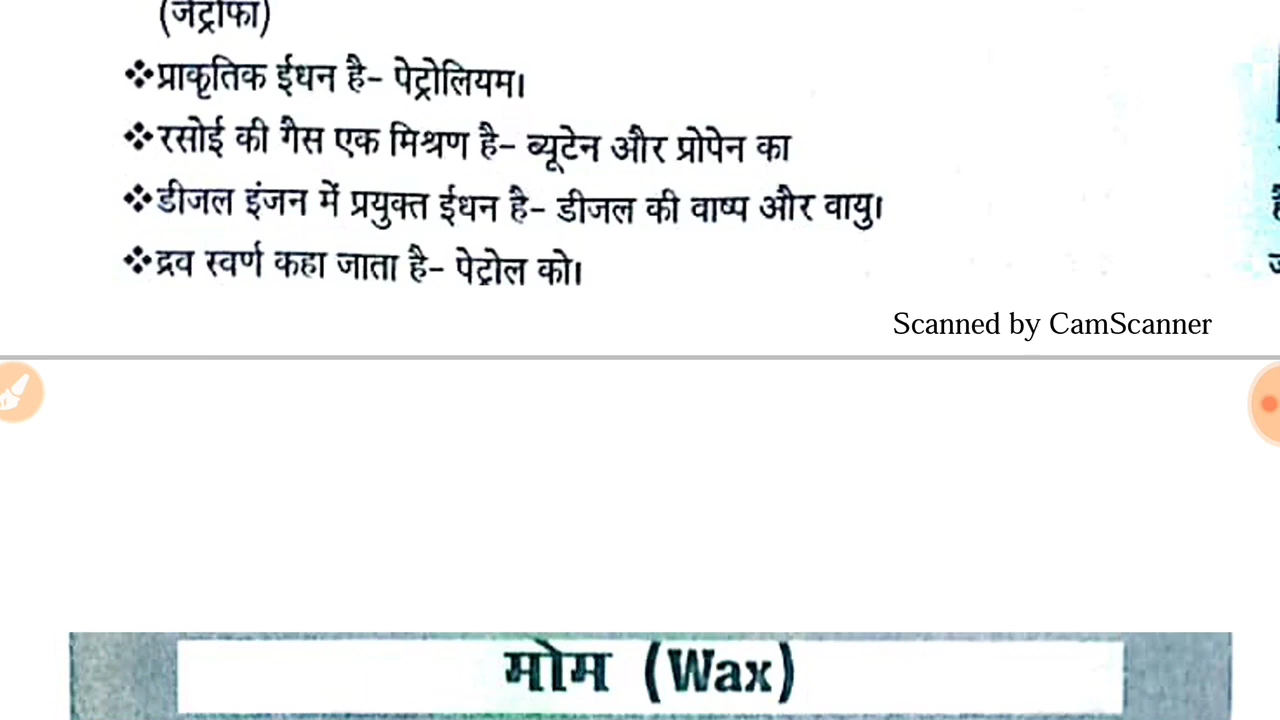 (जेट्रोफा)
❖प्राकृतिक ईधन है- पेट्रोलियम।
❖रसोई की गैस एक मिश्रण है- ब्यूटेन और प्रोपेन का
❖डीजल इंजन में प्रयुक्त ईधन है- डीजल की वाष्प और वायु।
❖द्रव स्वर्ण कहा जाता है- पेट्रोल को।
Scanned by CamScanner
मोम (Wax)